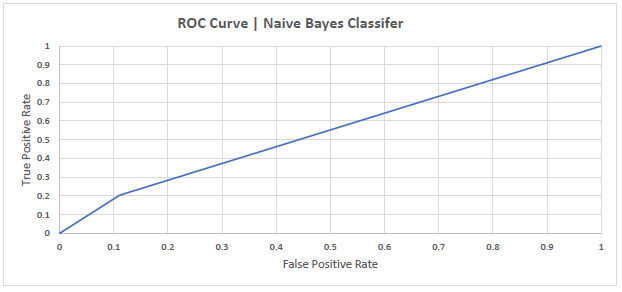 ROC Curve | Naive Bayes Classifer
True Positive Rate
1
0.9
0.8
0.7
0.6
0.5
0.4
0.3
0.2
0.1
0
0 0.1 0.2 0.3 0.4 0.5 0.6 0.7 0.8 0.9 1
False Positive Rate